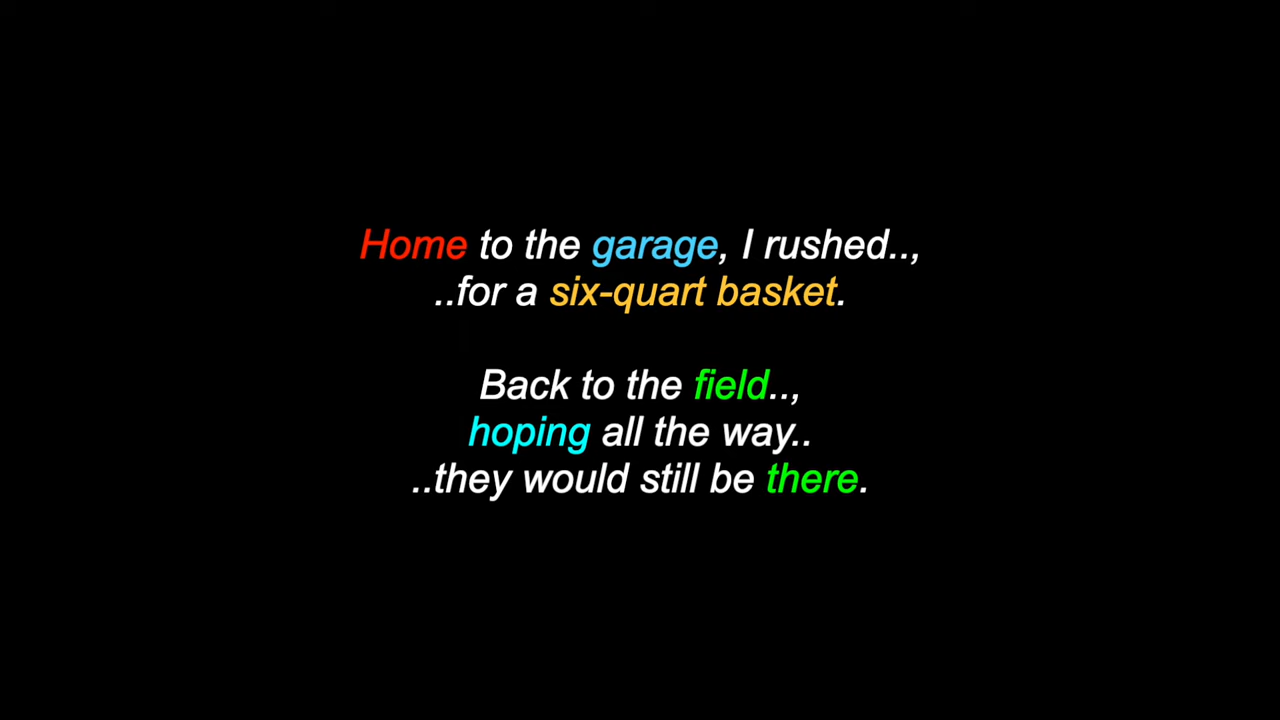 Home to the garage, I rushed..,
..for a six-quart basket.
Back to the field..,
hoping all the way..
..they would still be there.